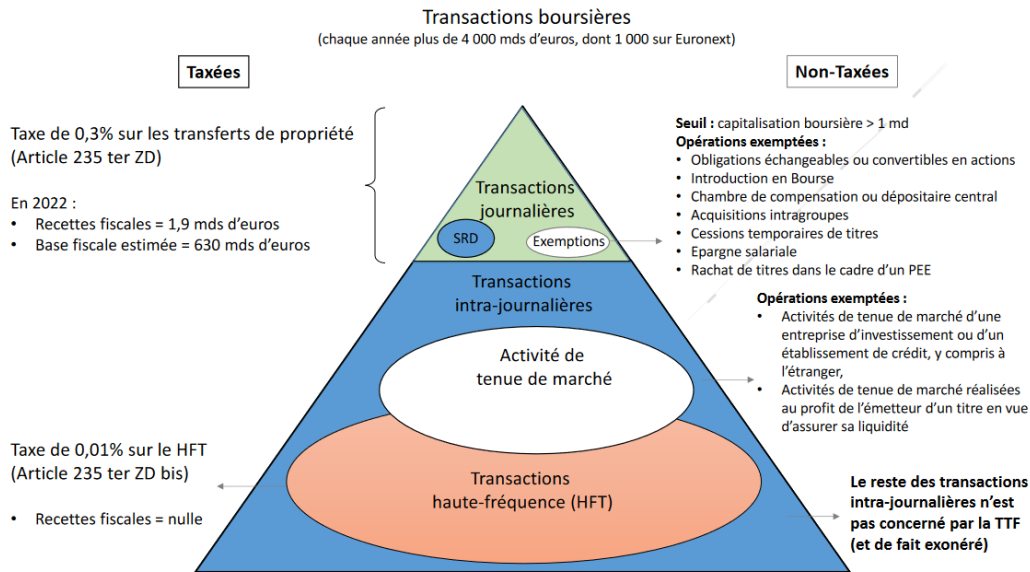 Transactions boursières
(chaque année plus de 4 000 mds d'euros, dont 1 000 sur Euronext)
Taxées
Non-Taxées
Taxe de 0,3% sur les transferts de propriété
(Article 235 ter ZD)
En 2022 :
• Recettes fiscales = 1,9 mds d'euros
• Base fiscale estimée = 630 mds d'euros
Transactions
journalières
SRD
Exemptions
Seuil : capitalisation boursière > 1 md
Opérations exemptées :
• Obligations échangeables ou convertibles en actions
• Introduction en Bourse
• Chambre de compensation ou dépositaire central
• Acquisitions intragroupes
• Cessions temporaires de titres
• Epargne salariale
• Rachat de titres dans le cadre d'un PEE
Transactions
intra-journalières
Opérations exemptées :
• Activités de tenue de marché d'une
entreprise d'investissement ou d'un
établissement de crédit, y compris à
l'étranger,
• Activités de tenue de marché réalisées
au profit de l'émetteur d'un titre en vue
d'assurer sa liquidité
Activité de
tenue de marché
Taxe de 0,01% sur le HFT
(Article 235 ter ZD bis)
• Recettes fiscales = nulle
Transactions
haute-fréquence (HFT)
Le reste des transactions
intra-journalières n'est
pas concerné par la TTF
(et de fait exonéré)